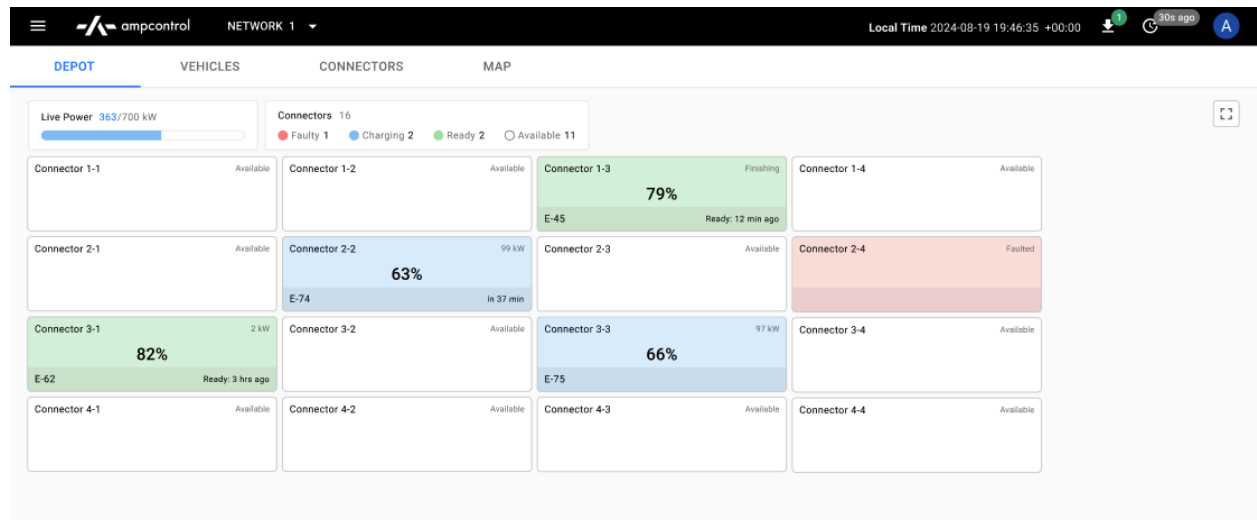 ampcontrol NETWORK 1 Local Time 2024-08-19 19:46:35 +00:00 1 30s ago A
DEPOT VEHICLES CONNECTORS MAP
Live Power 363/700 kW
Connectors 16
Faulty 1 Charging 2 Ready 2 Available 11
Connector 1-1 Available
Connector 1-2 Available
Connector 1-3 Finishing
79%
E-45 Ready: 12 min ago
Connector 1-4 Available
Connector 2-1 Available
Connector 2-2 99 kW
63%
E-74 in 37 min
Connector 2-3 Available
Connector 2-4 Faulted
Connector 3-1 2 kW
82%
E-62 Ready: 3 hrs ago
Connector 3-2 Available
Connector 3-3 97 kW
66%
E-75
Connector 3-4 Available
Connector 4-1 Available
Connector 4-2 Available
Connector 4-3 Available
Connector 4-4 Available